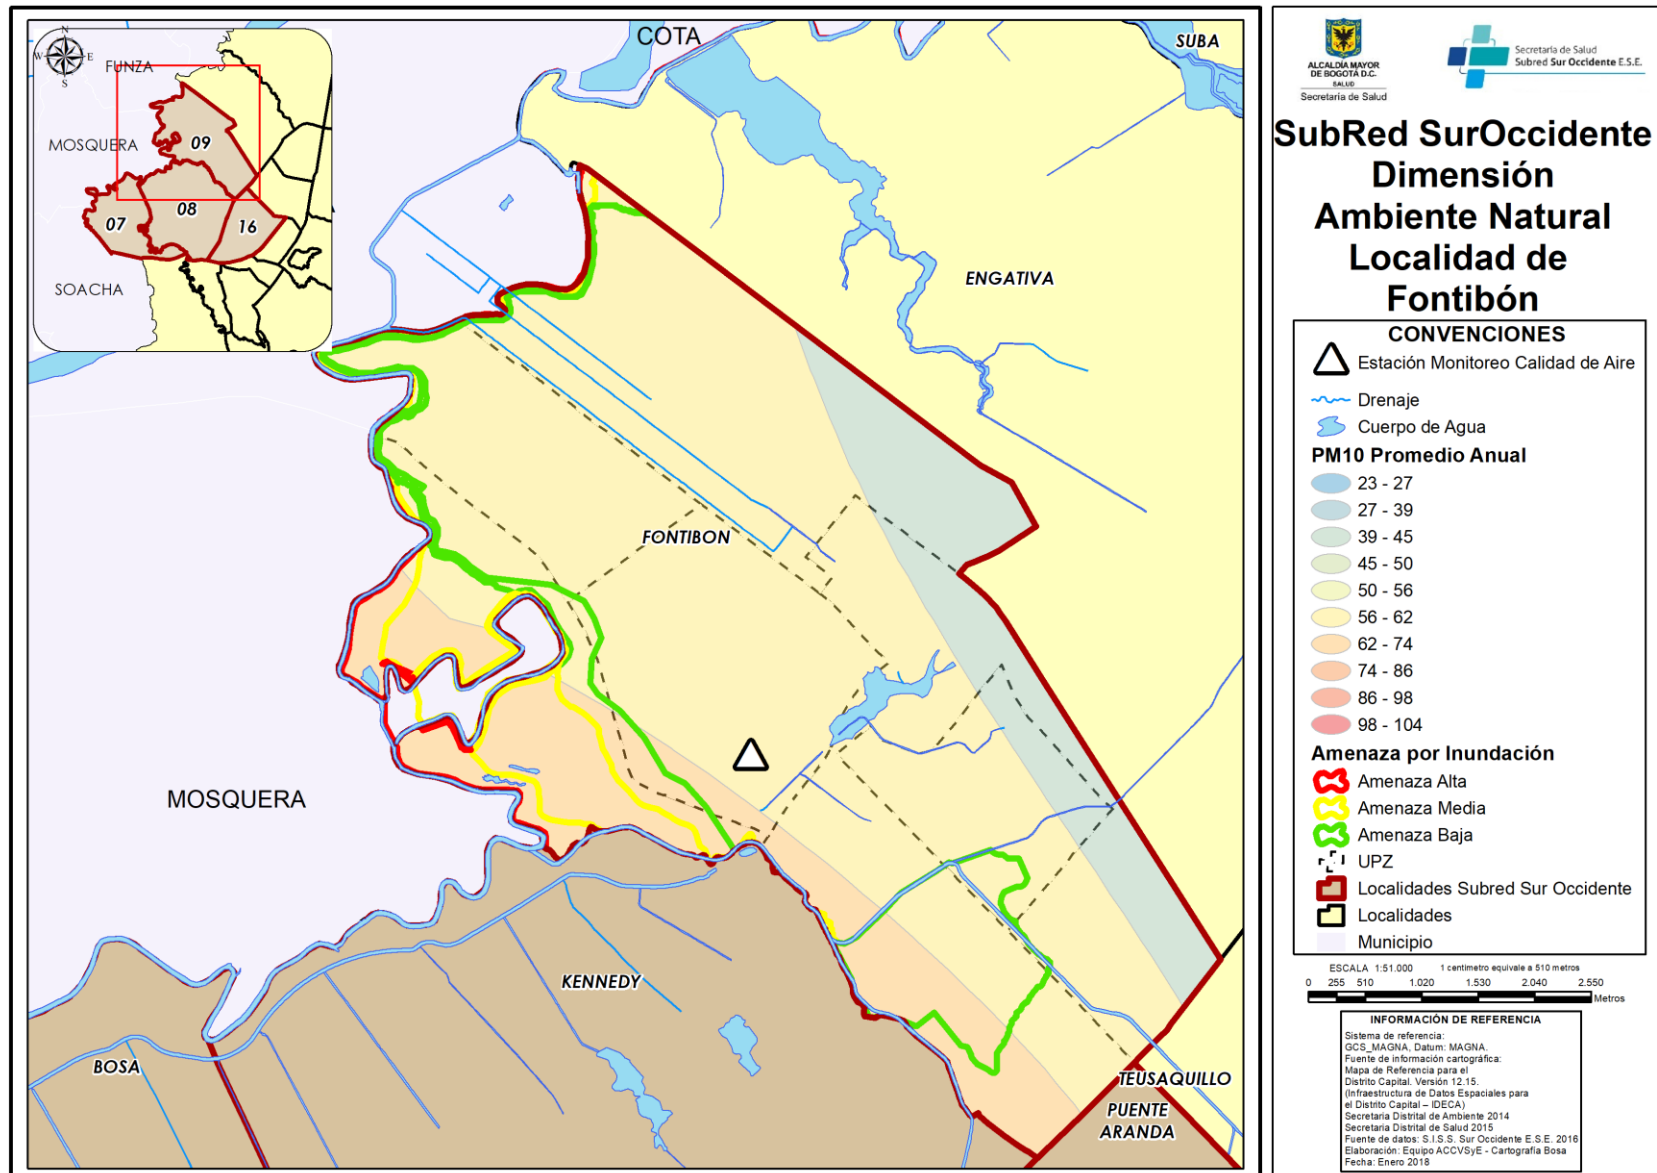 COTA
SUBA
N
W
E
S
FUNZA
MOSQUERA
09
08
07
16
SOACHA
ENGATIVA
FONTIBON
MOSQUERA
KENNEDY
BOSA
TEUSAQUILLO
PUENTE
ARANDA
ALCALDÍA MAYOR
DE BOGOTÁ D.C.
SALUD
Secretaría de Salud
Secretaría de Salud
Subred Sur Occidente E.S.E.
SubRed SurOccidente
Dimensión
Ambiente Natural
Localidad de
Fontibón
CONVENCIONES
Estación Monitoreo Calidad de Aire
Drenaje
Cuerpo de Agua
PM10 Promedio Anual
23 - 27
27 - 39
39 - 45
45 - 50
50 - 56
56 - 62
62 - 74
74 - 86
86 - 98
98 - 104
Amenaza por Inundación
Amenaza Alta
Amenaza Media
Amenaza Baja
UPZ
Localidades Subred Sur Occidente
Localidades
Municipio
ESCALA 1:51.000 1 centimetro equivale a 510 metros
0 255 510 1.020 1.530 2.040 2.550
Metros
INFORMACIÓN DE REFERENCIA
Sistema de referencia:
GCS_MAGNA, Datum: MAGNA.
Fuente de información cartográfica:
Mapa de Referencia para el
Distrito Capital. Versión 12.15.
(Infraestructura de Datos Espaciales para
el Distrito Capital – IDECA)
Secretaria Distrital de Ambiente 2014
Secretaria Distrital de Salud 2015
Fuente de datos: S.I.S.S. Sur Occidente E.S.E. 2016
Elaboración: Equipo ACCVSyE - Cartografía Bosa
Fecha: Enero 2018